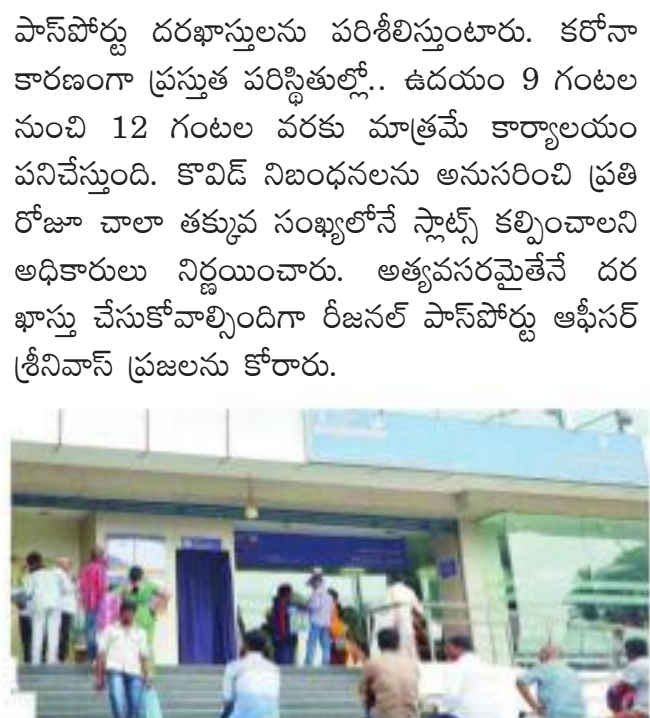 పాస్‌పోర్టు దరఖాస్తులను పరిశీలిస్తుంటారు. కరోనా
కారణంగా ప్రస్తుత పరిస్థితుల్లో.. ఉదయం 9 గంటల
నుంచి 12 గంటల వరకు మాత్రమే కార్యాలయం
పనిచేస్తుంది. కొవిడ్ నిబంధనలను అనుసరించి ప్రతి
రోజూ చాలా తక్కువ సంఖ్యలోనే స్లాట్స్ కల్పించాలని
అధికారులు నిర్ణయించారు. అత్యవసరమైతేనే దర
ఖాస్తు చేసుకోవాల్సిందిగా రీజనల్ పాస్‌పోర్టు ఆఫీసర్
శ్రీనివాస్ ప్రజలను కోరారు.